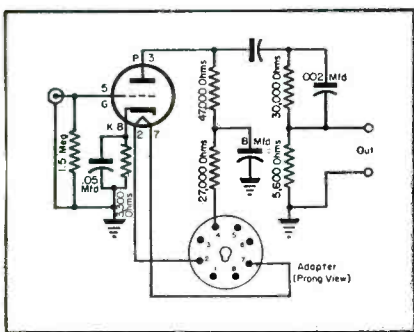 P 3
5
G
K 8
2
7
1.5 Meg
.05
Mfd
3,300
Ohms
47,000 Ohms
27,000 Ohms
8 Mfd
30,000 Ohms
.002 Mfd
5,600 Ohms
Out
4
5
3
6
2
7
1
8
Adapter
(Prong View)